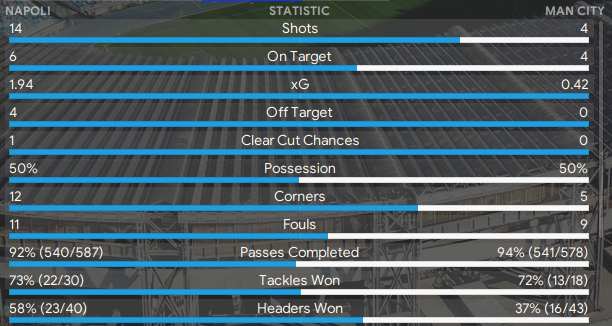 NAPOLI STATISTIC MAN CITY
14 Shots 4
6 On Target 4
1.94 xG 0.42
4 Off Target 0
1 Clear Cut Chances 0
50% Possession 50%
12 Corners 5
11 Fouls 9
92% (540/587) Passes Completed 94% (541/578)
73% (22/30) Tackles Won 72% (13/18)
58% (23/40) Headers Won 37% (16/43)